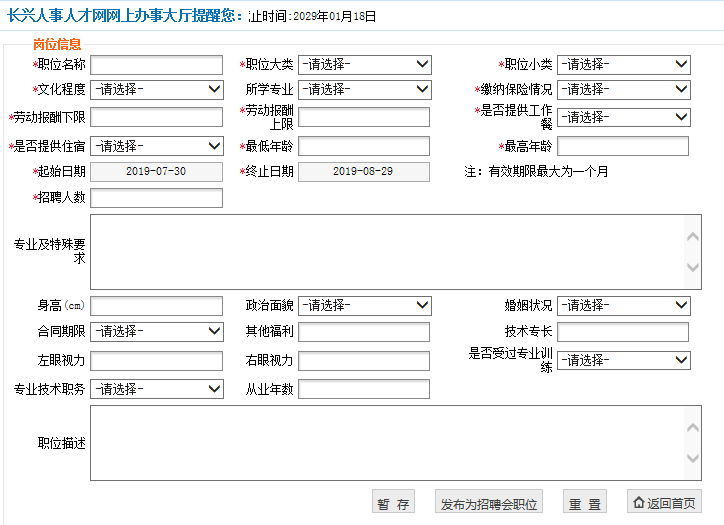 长兴人事人才网网上办事大厅提醒您：止时间:2029年01月18日
岗位信息
*职位名称 *职位大类 -请选择- *职位小类 -请选择-
*文化程度 -请选择- 所学专业 -请选择- *缴纳保险情况 -请选择-
*劳动报酬下限 *劳动报酬上限 *是否提供工作餐 -请选择-
*是否提供住宿 -请选择- *最低年龄 *最高年龄
*起始日期 2019-07-30 *终止日期 2019-08-29 注：有效期限最大为一个月
*招聘人数
专业及特殊要求
身高(cm) 政治面貌 -请选择- 婚姻状况 -请选择-
合同期限 -请选择- 其他福利 技术专长
左眼视力 右眼视力 是否受过专业训练 -请选择-
专业技术职务 -请选择- 从业年数
职位描述
暂 存 发布为招聘会职位 重 置 返回首页